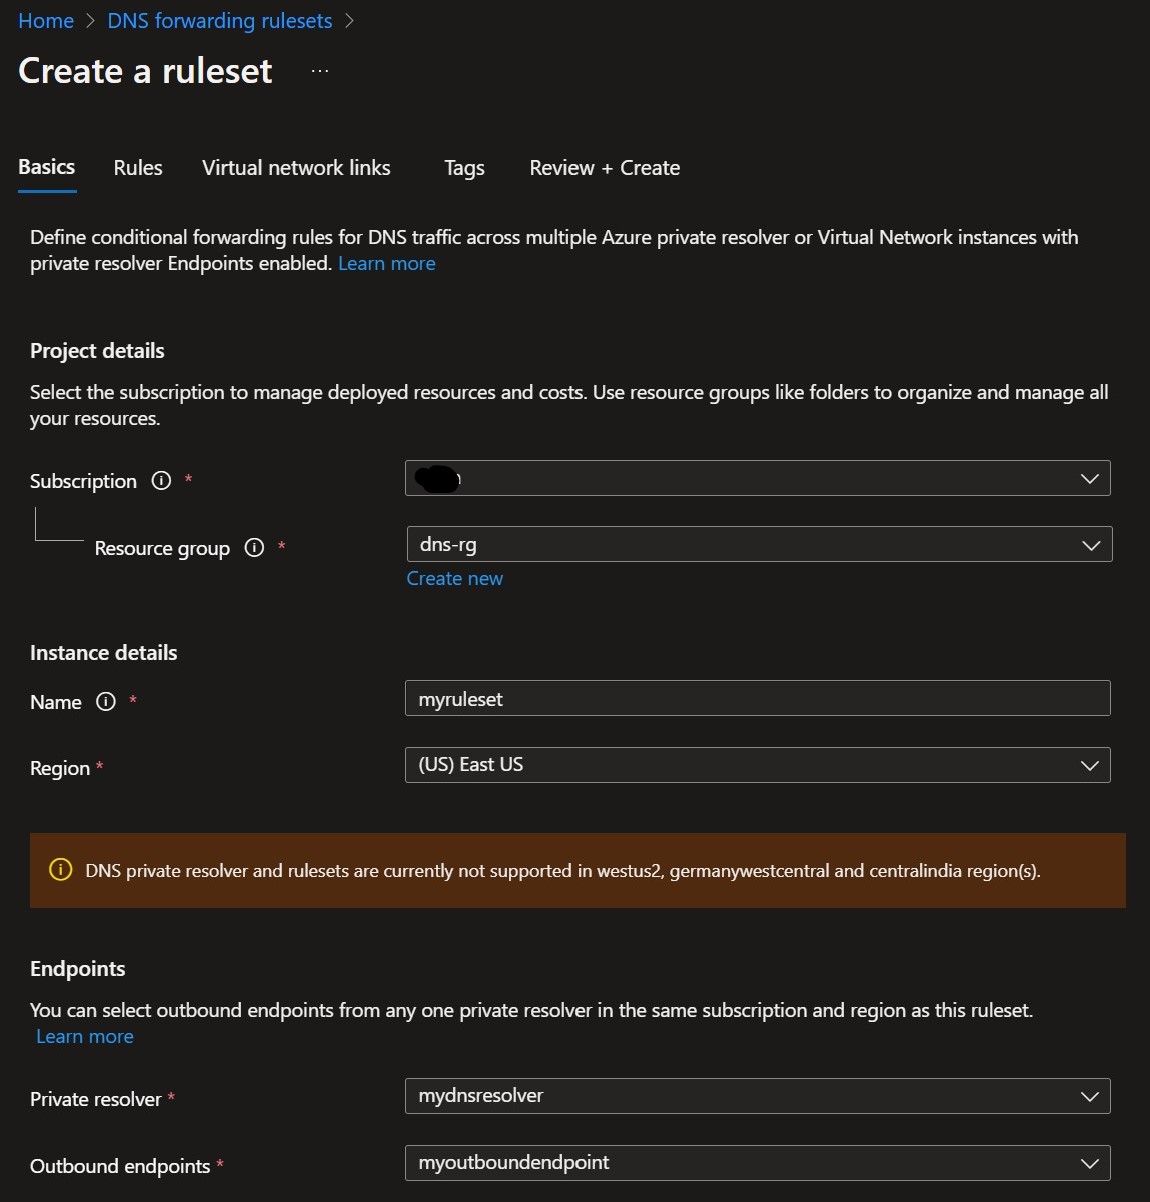 Home > DNS forwarding rulesets >
Create a ruleset ...
Basics Rules Virtual network links Tags Review + Create
Define conditional forwarding rules for DNS traffic across multiple Azure private resolver or Virtual Network instances with
private resolver Endpoints enabled. Learn more
Project details
Select the subscription to manage deployed resources and costs. Use resource groups like folders to organize and manage all
your resources.
Subscription *
Resource group * dns-rg
Create new
Instance details
Name * myruleset
Region * (US) East US
DNS private resolver and rulesets are currently not supported in westus2, germanywestcentral and centralindia region(s).
Endpoints
You can select outbound endpoints from any one private resolver in the same subscription and region as this ruleset.
Learn more
Private resolver * mydnsresolver
Outbound endpoints * myoutboundendpoint